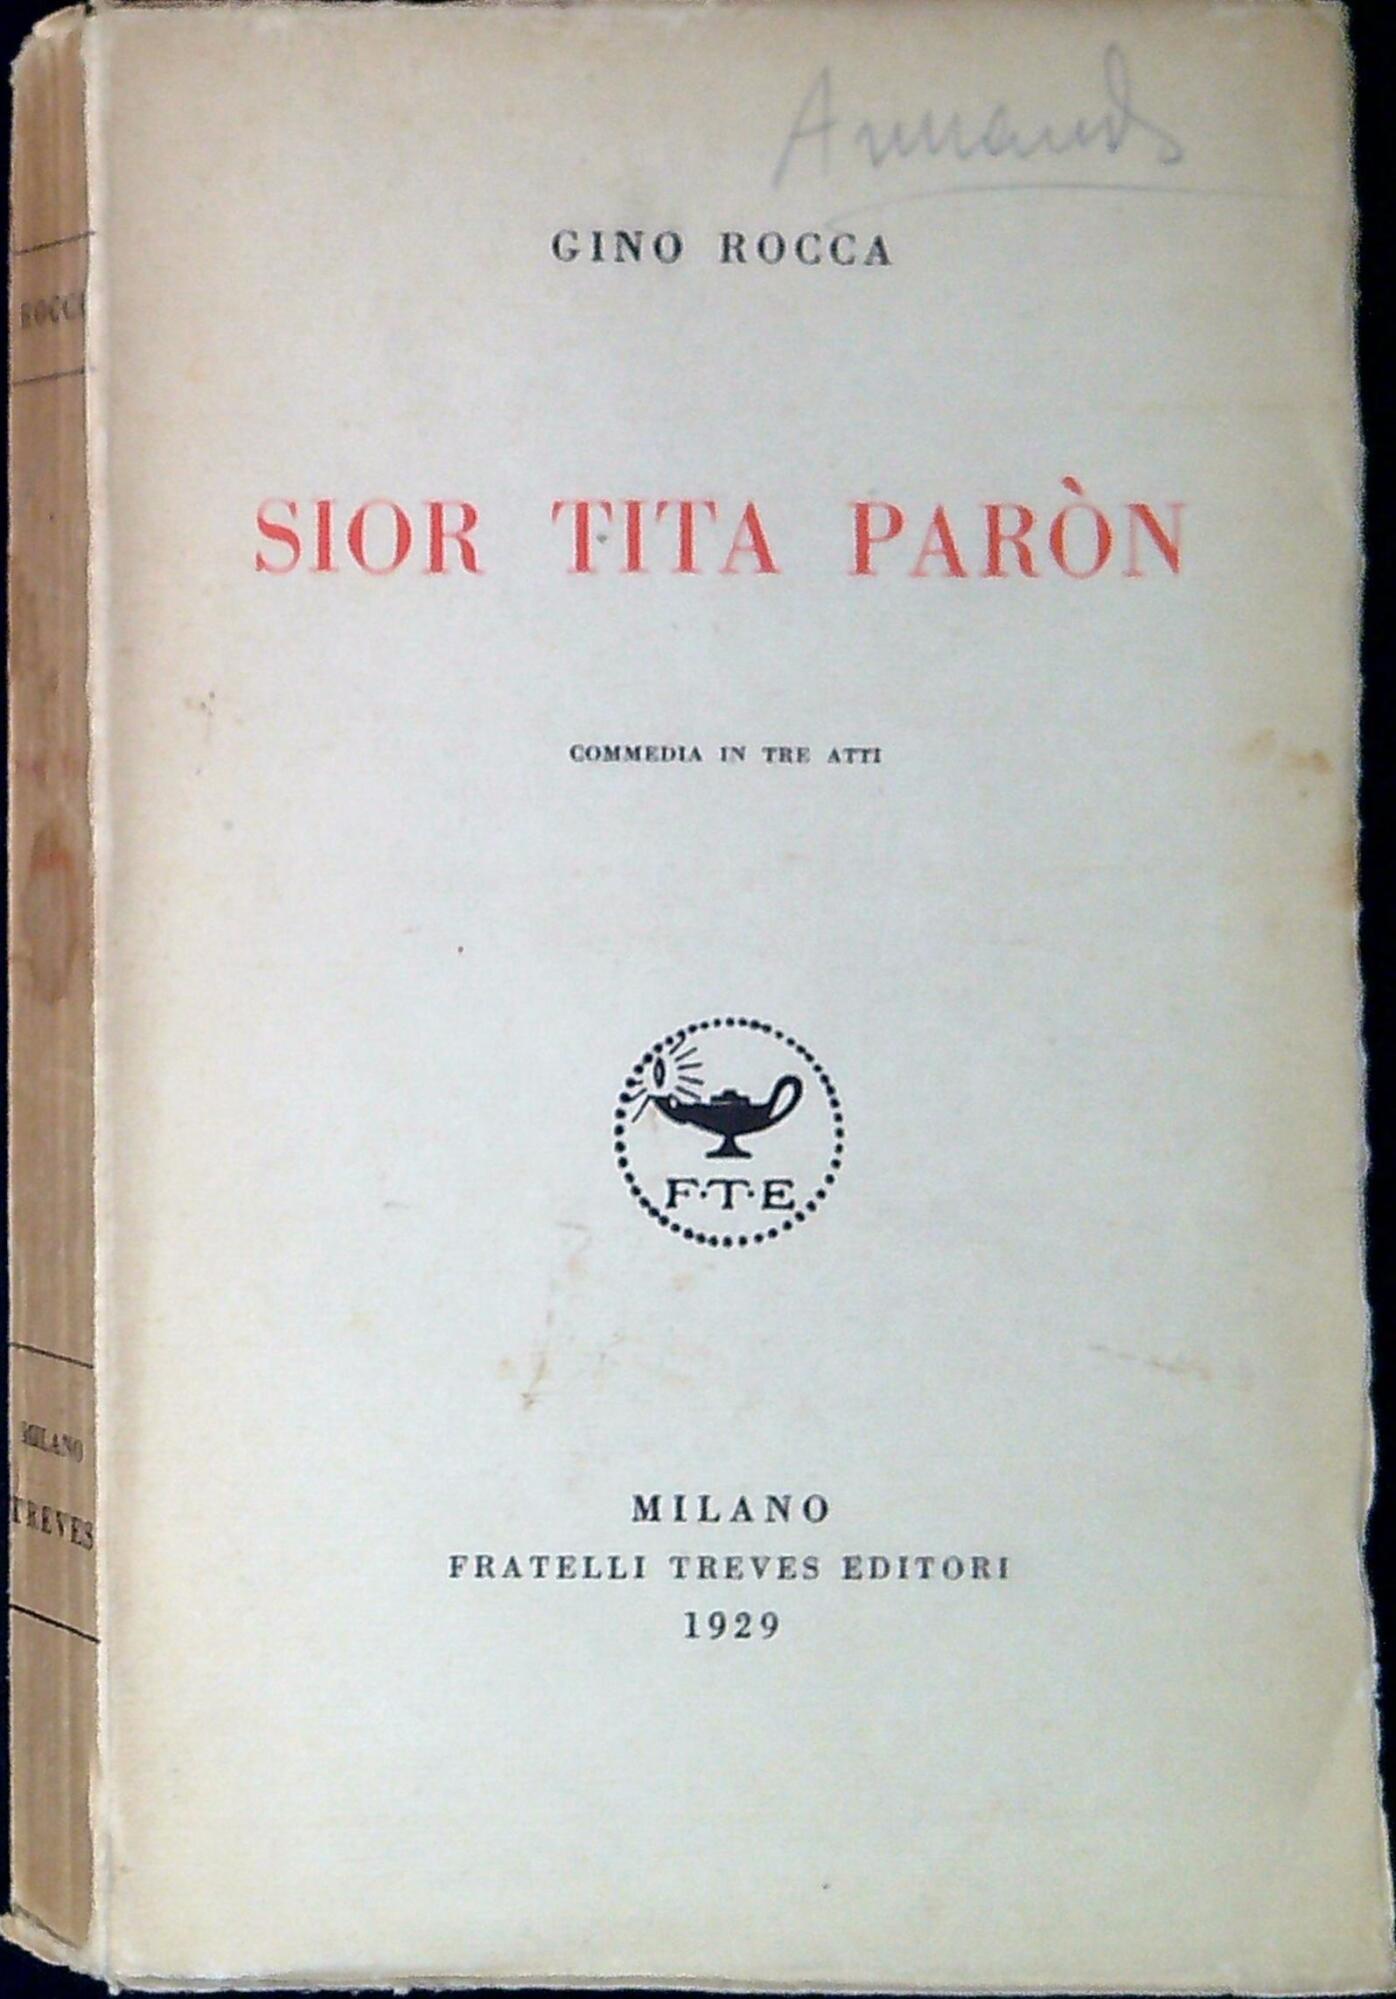 Armando
GINO ROCCA
SIOR TITA PARÒN
COMMEDIA IN TRE ATTI
F·T·E
MILANO
FRATELLI TREVES EDITORI
1929
ROCCA
MILANO
TREVES